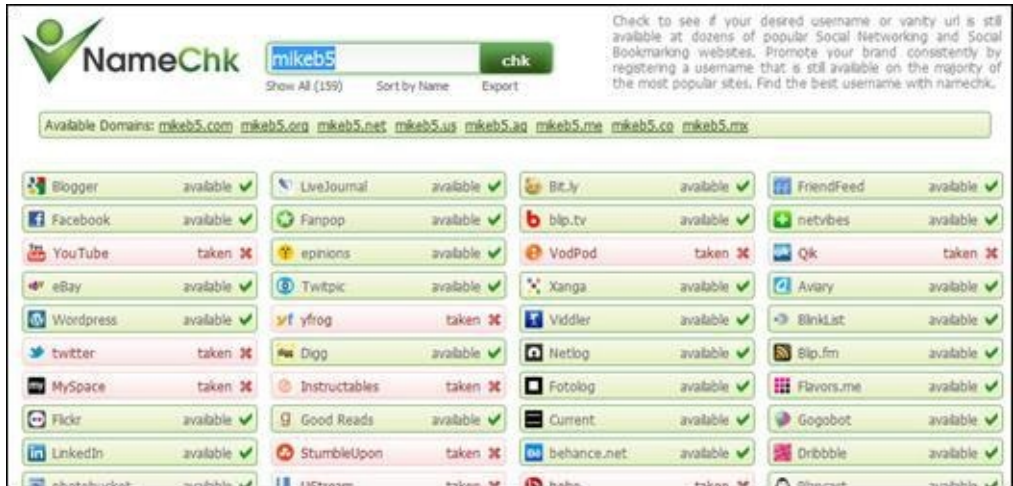 NameChk
mikeb5
chk
Show All (159) Sort by Name Export
Check to see if your desired username or vanity url is still
available at dozens of popular Social Networking and Social
Bookmarking websites. Promote your brand consistently by
registering a username that is still available on the majority of
the most popular sites. Find the best username with namechk.
Available Domains: mikeb5.com mikeb5.org mikeb5.net mikeb5.us mikeb5.ag mikeb5.me mikeb5.co mikeb5.mx
Blogger available LiveJournal available Bit.ly available FriendFeed available
Facebook available Fanpop available blip.tv available netvibes available
YouTube taken epinions available VodPod taken Qik taken
eBay available Twitpic available Xanga available Aviary available
Wordpress available yfrog taken Viddler available BlinkList available
twitter taken Digg available Netlog available Blip.fm available
MySpace taken Instructables taken Fotolog available Flavors.me available
Flickr available Good Reads available Current available Gogobot available
LinkedIn available StumbleUpon taken behance.net available Dribbble available
photobucket available UStream taken bebo taken Plancast available